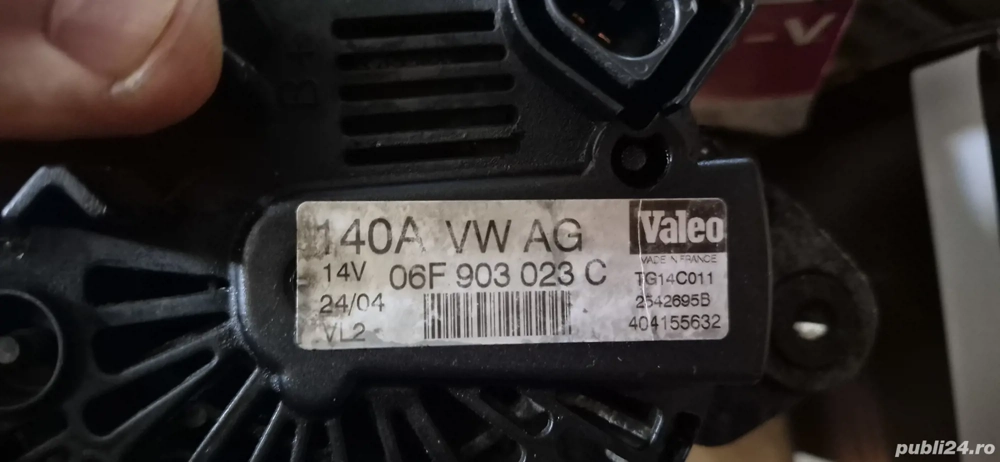 B+
-V
140A VW AG
Valeo
MADE IN FRANCE
14V 06F 903 023 C
TG14C011
24/04
2542695B
VL2
404155632
publi24.ro